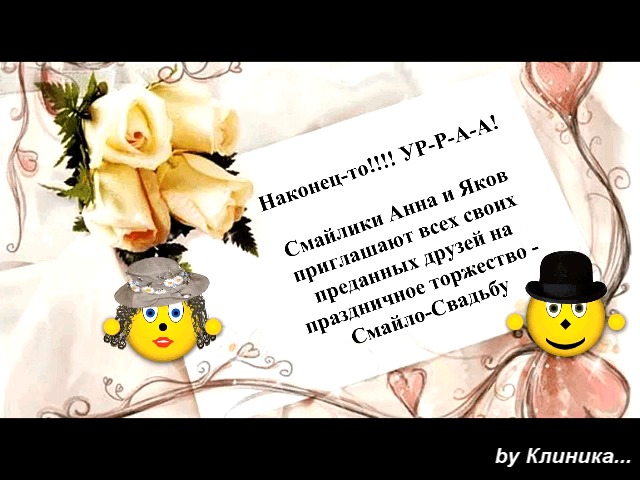 Наконец-то!!!! УР-Р-А-А!
Смайлики Анна и Яков
приглашают всех своих
преданных друзей на
праздничное торжество -
Смайло-Свадьбу
by Клиника...